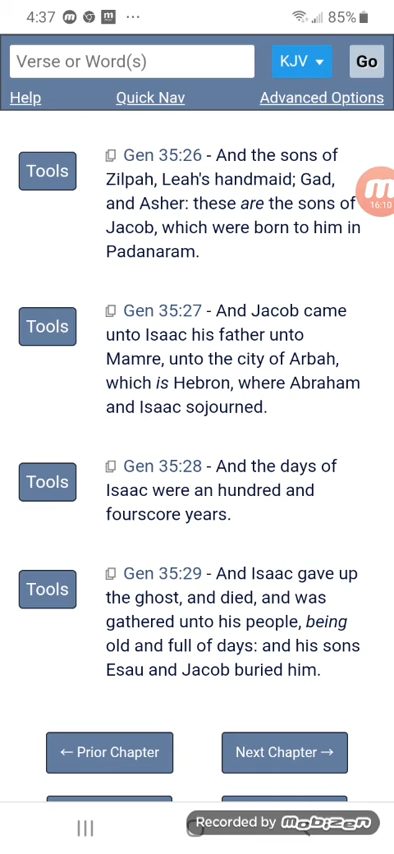 4:37 m m ... 85%
Verse or Word(s) KJV Go
Help Quick Nav Advanced Options
Tools
Gen 35:26 - And the sons of
Zilpah, Leah's handmaid; Gad,
and Asher: these are the sons of
Jacob, which were born to him in
Padanaram.
m
16:10
Tools
Gen 35:27 - And Jacob came
unto Isaac his father unto
Mamre, unto the city of Arbah,
which is Hebron, where Abraham
and Isaac sojourned.
Tools
Gen 35:28 - And the days of
Isaac were an hundred and
fourscore years.
Tools
Gen 35:29 - And Isaac gave up
the ghost, and died, and was
gathered unto his people, being
old and full of days: and his sons
Esau and Jacob buried him.
← Prior Chapter Next Chapter →
Recorded by mobizen